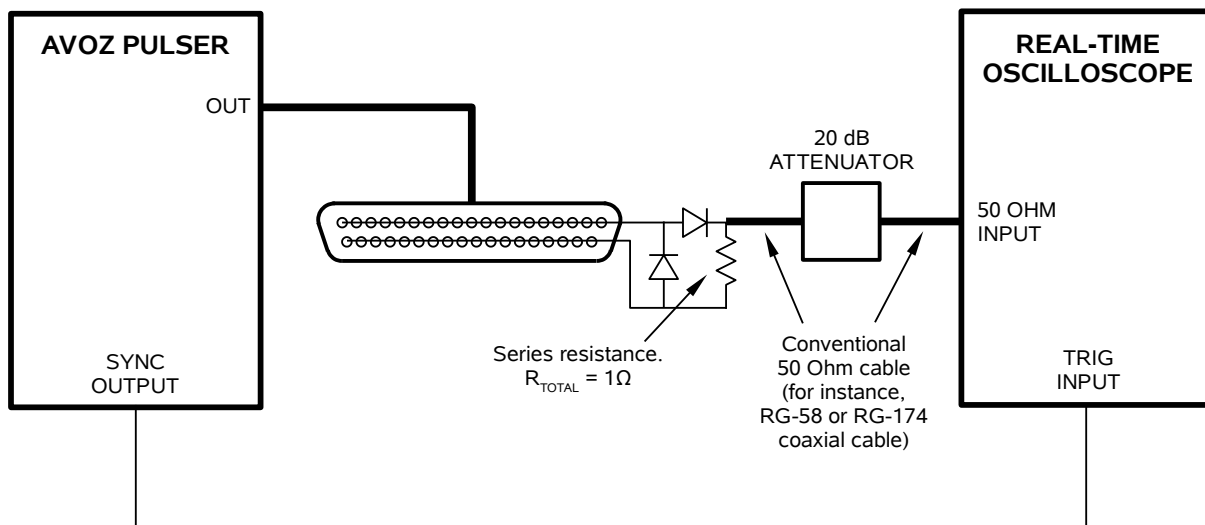 AVOZ PULSER
OUT
SYNC
OUTPUT
Series resistance.
R_TOTAL = 1Ω
20 dB
ATTENUATOR
Conventional
50 Ohm cable
(for instance,
RG-58 or RG-174
coaxial cable)
REAL-TIME
OSCILLOSCOPE
50 OHM
INPUT
TRIG
INPUT